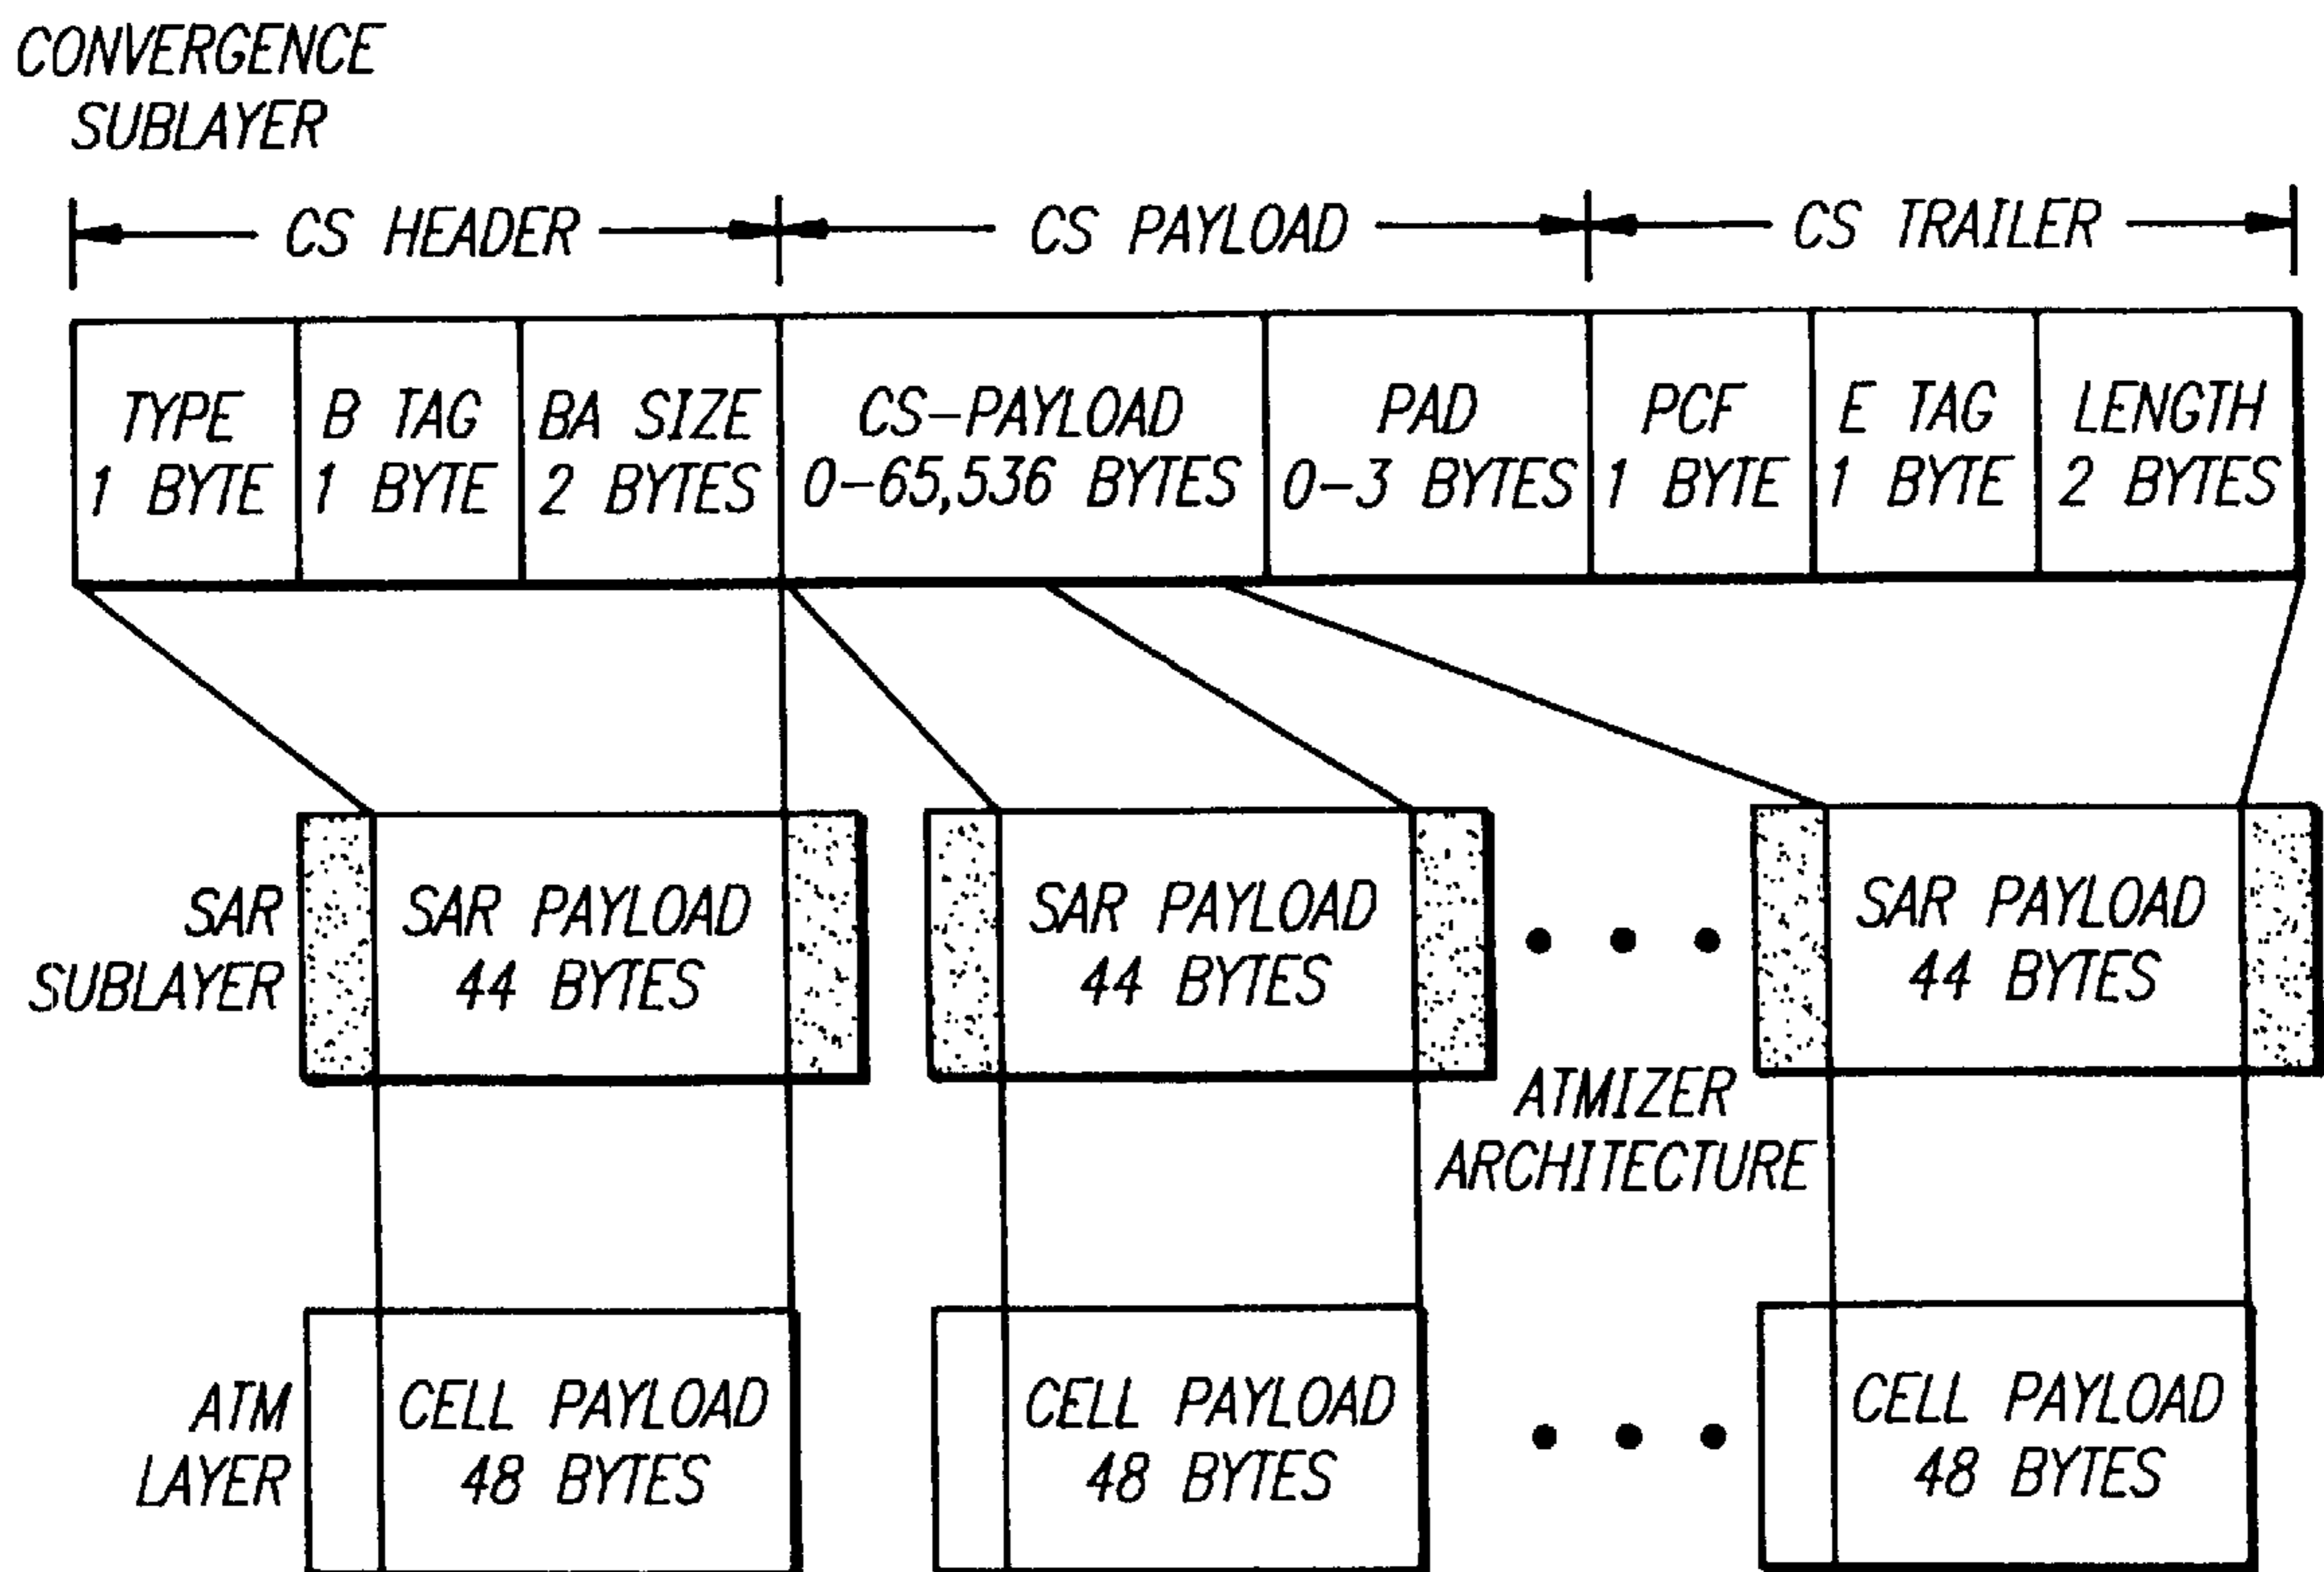 CONVERGENCE
SUBLAYER
CS HEADER
CS PAYLOAD
CS TRAILER
TYPE
1 BYTE
B TAG
1 BYTE
BA SIZE
2 BYTES
CS-PAYLOAD
0-65,536 BYTES
PAD
0-3 BYTES
PCF
1 BYTE
E TAG
1 BYTE
LENGTH
2 BYTES
SAR
SUBLAYER
SAR PAYLOAD
44 BYTES
SAR PAYLOAD
44 BYTES
SAR PAYLOAD
44 BYTES
ATMIZER
ARCHITECTURE
ATM
LAYER
CELL PAYLOAD
48 BYTES
CELL PAYLOAD
48 BYTES
CELL PAYLOAD
48 BYTES